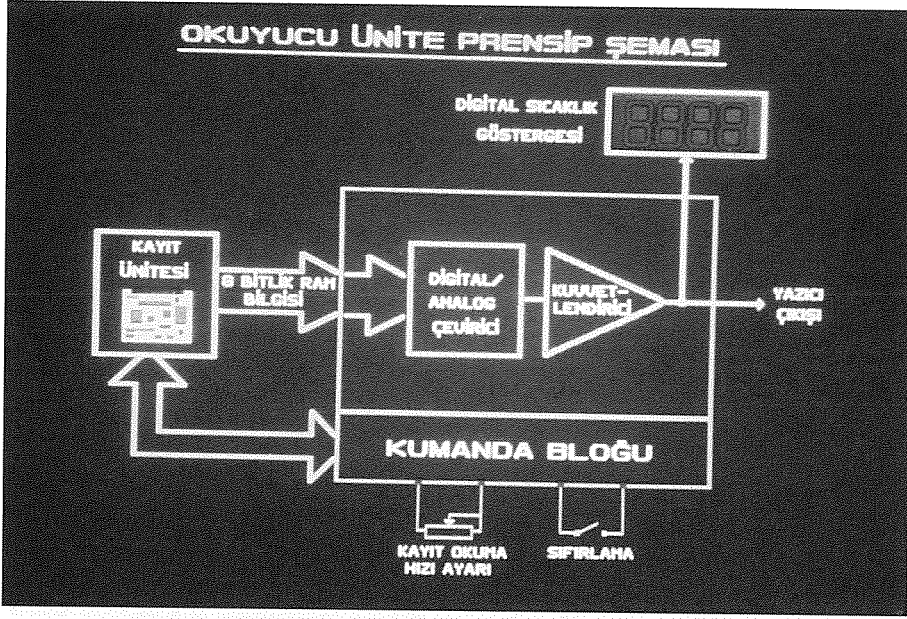 OKUYUCU ÜNİTE PRENSİP ŞEMASI
DİGİTAL SICAKLIK
GÖSTERGESİ
KAYIT
ÜNİTESİ
8 BİTLİK RAM
BİLGİSİ
DİGİTAL/
ANALOG
ÇEVİRİCİ
KUVVET-
LENDİRİCİ
YAZICI
ÇIKIŞI
KUMANDA BLOĞU
KAYIT OKUMA
HIZI AYARI
SIFIRLAMA